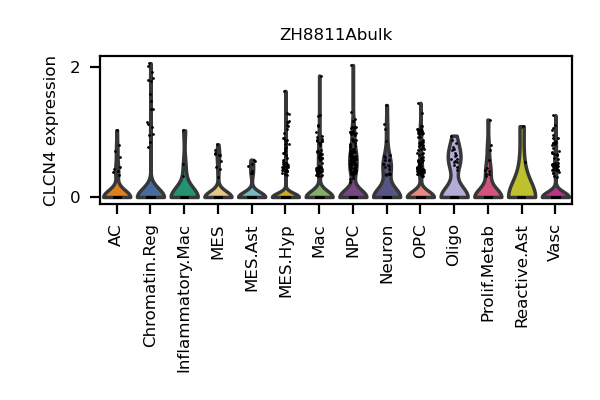 ZH8811Abulk
CLCN4 expression
2
0
AC
Chromatin.Reg
Inflammatory.Mac
MES
MES.Ast
MES.Hyp
Mac
NPC
Neuron
OPC
Oligo
Prolif.Metab
Reactive.Ast
Vasc